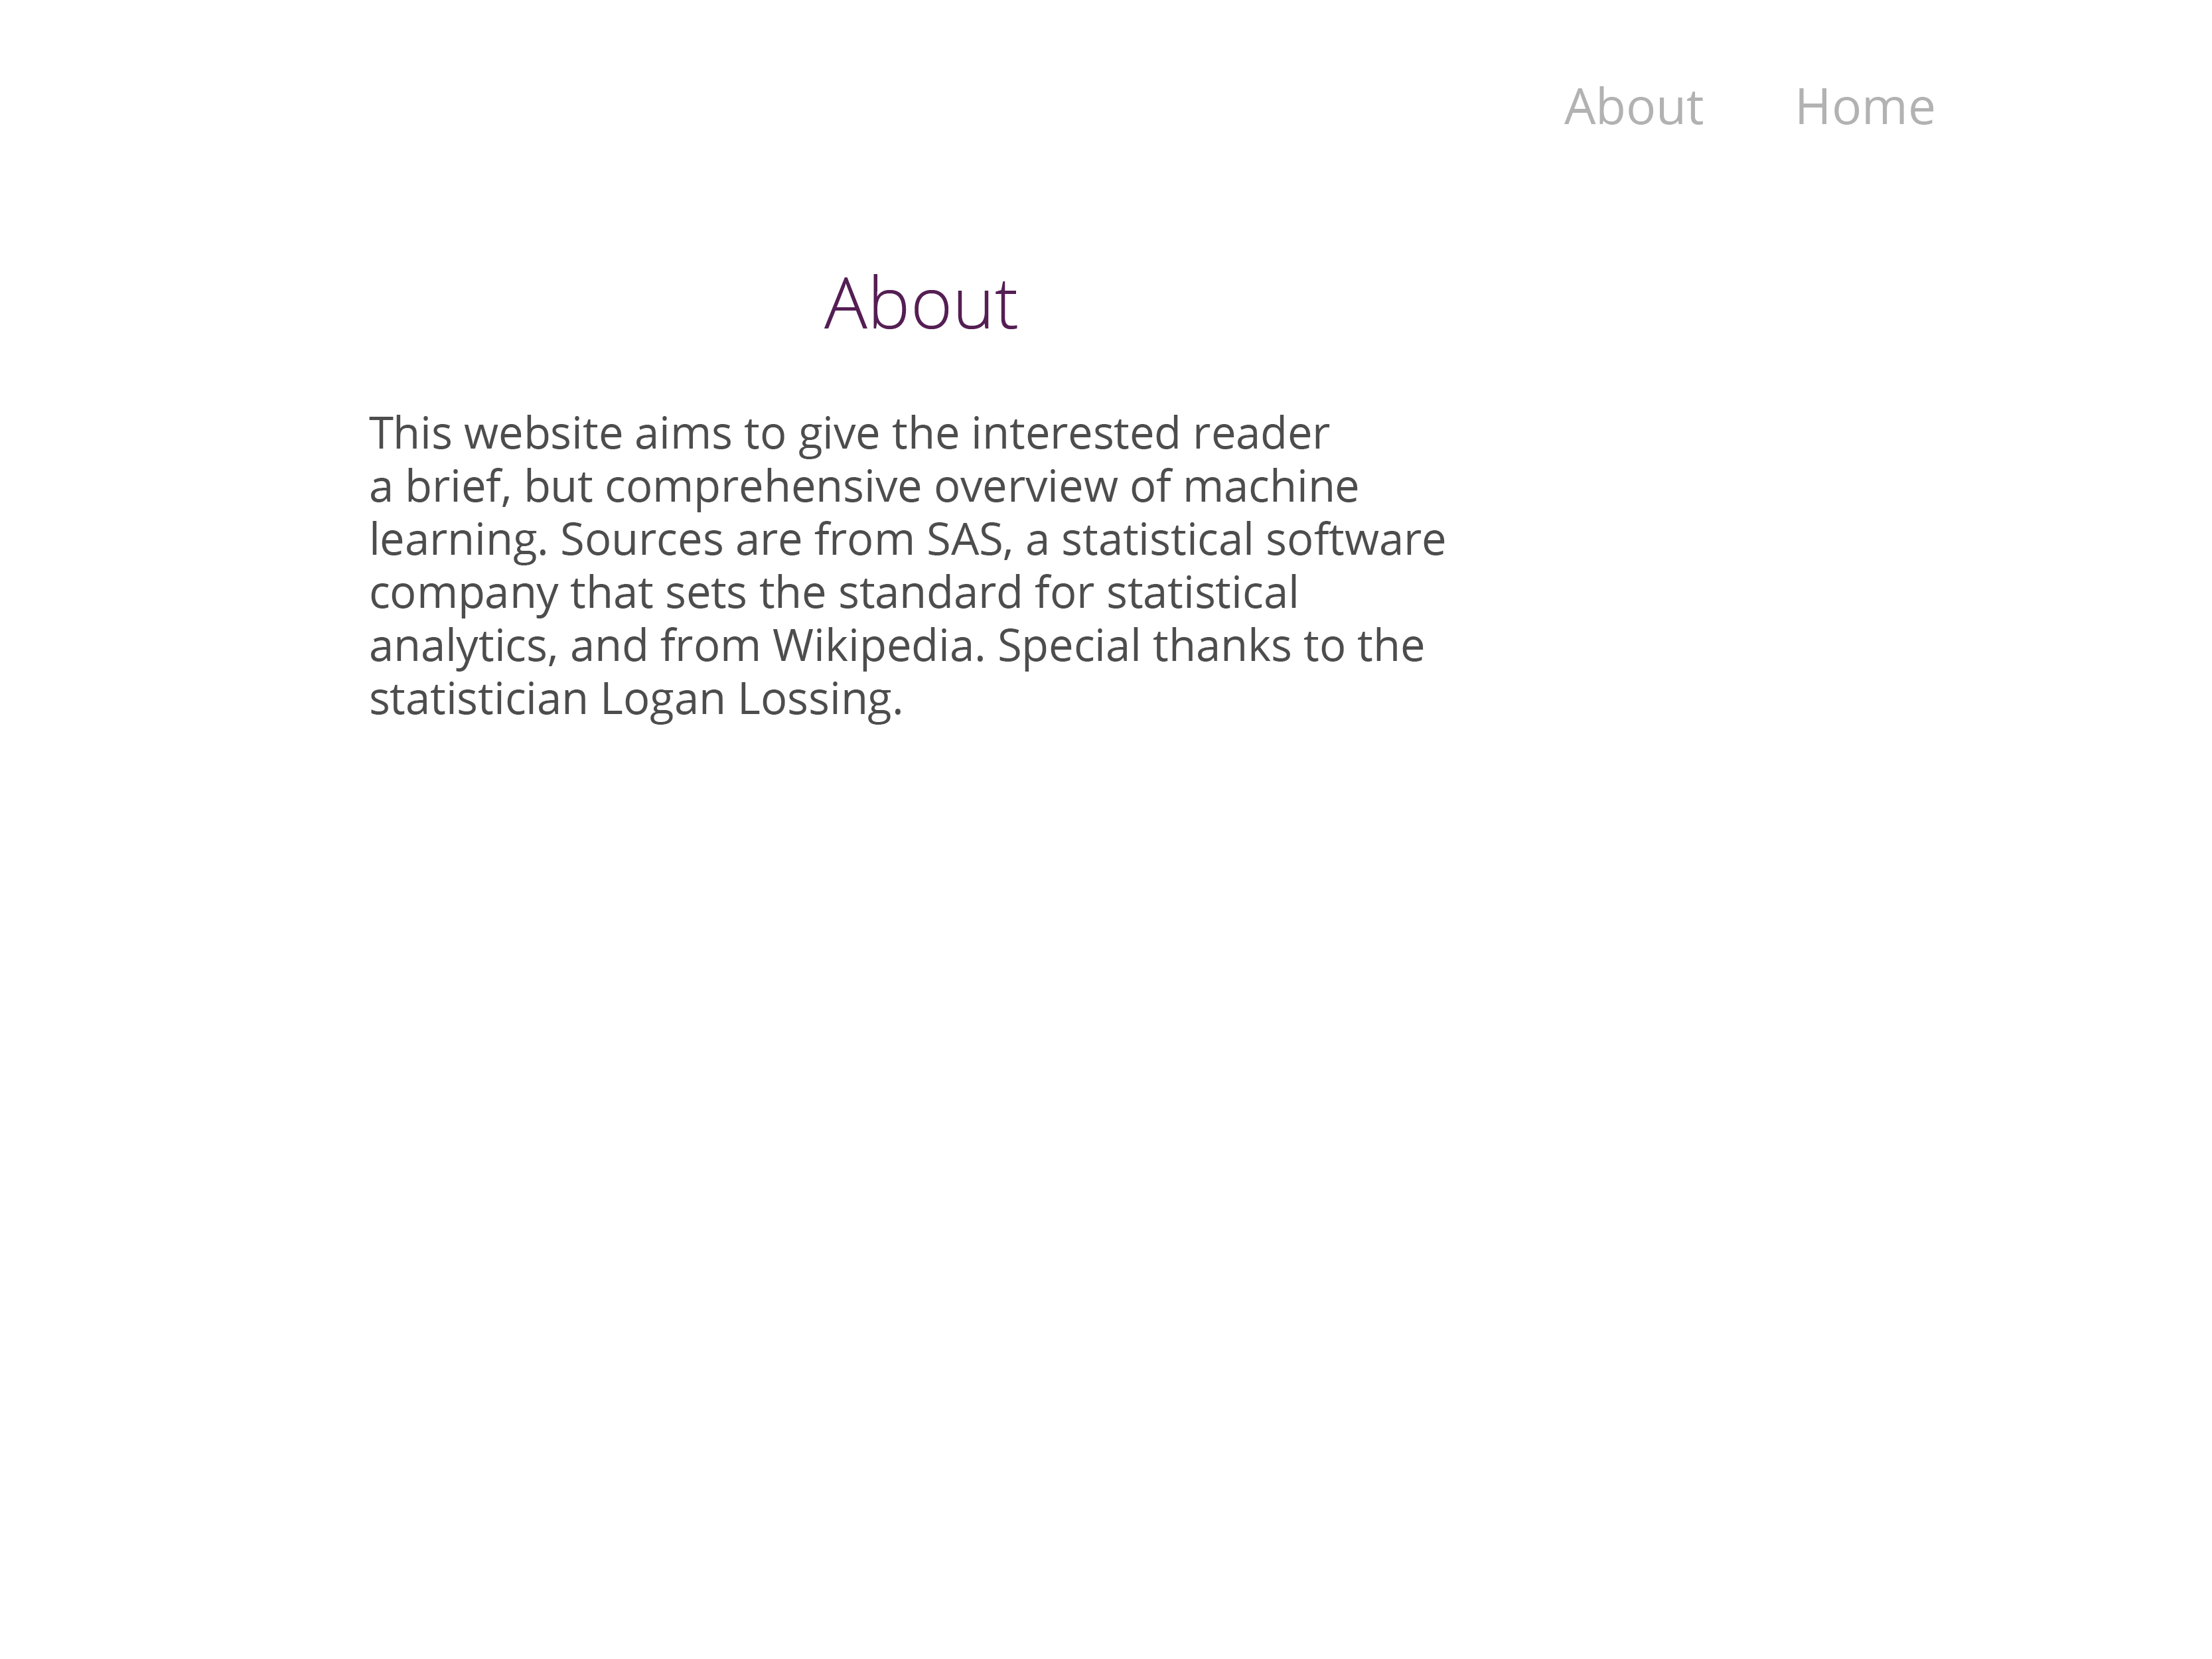 About Home
About
This website aims to give the interested reader
a brief, but comprehensive overview of machine
learning. Sources are from SAS, a statistical software
company that sets the standard for statistical
analytics, and from Wikipedia. Special thanks to the
statistician Logan Lossing.